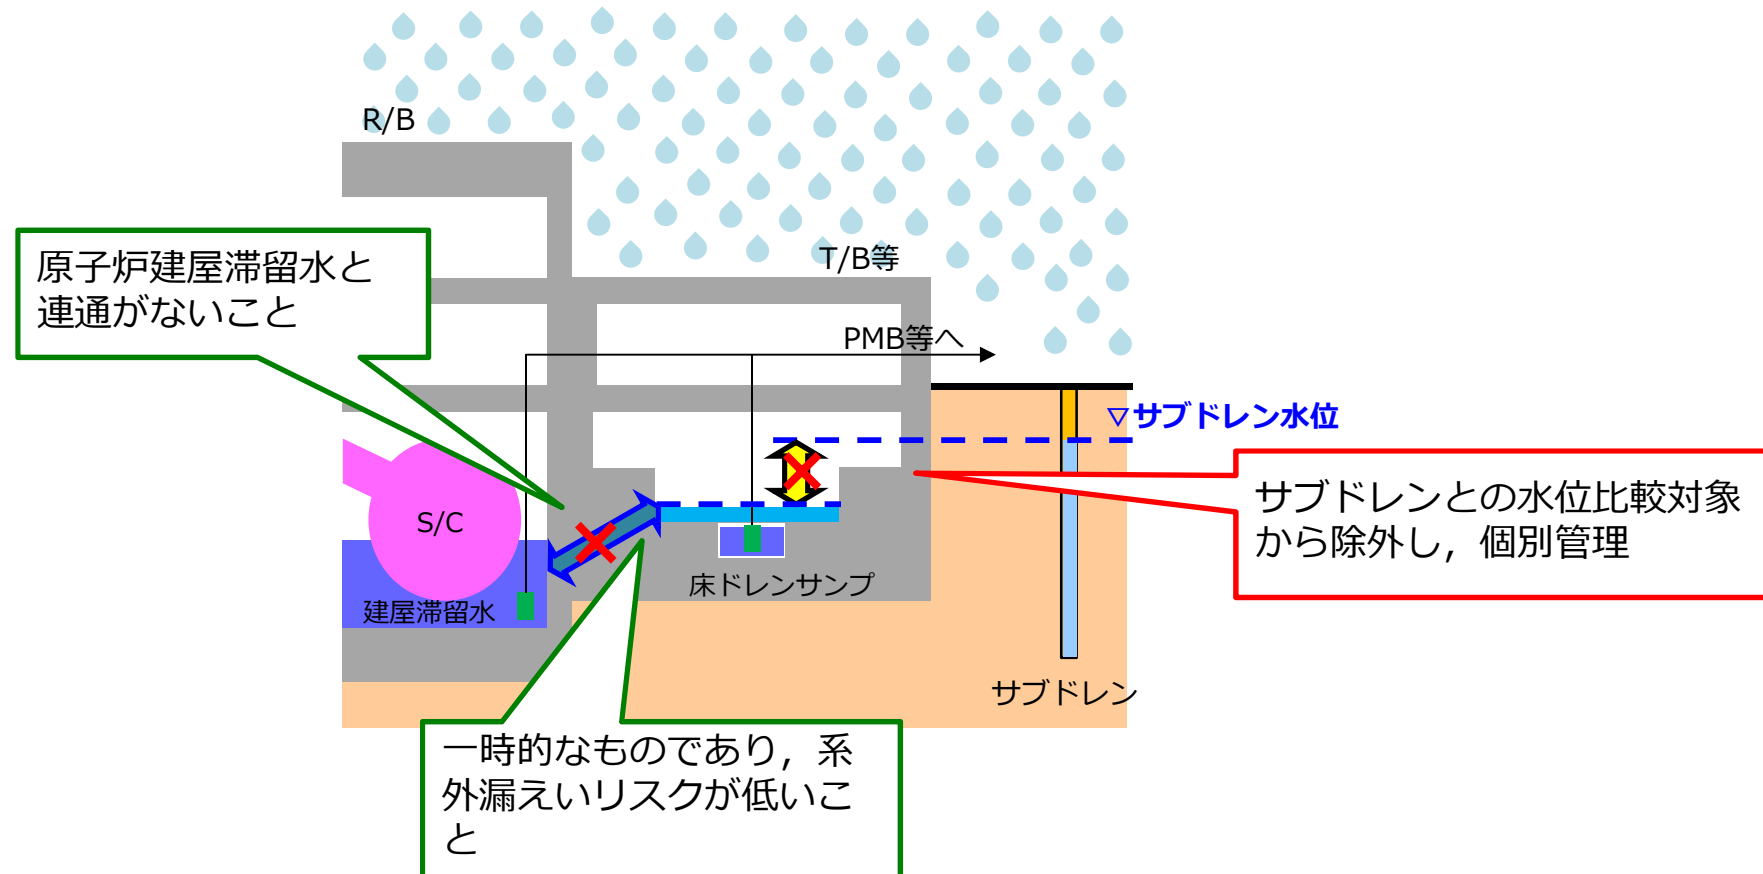 R/B
T/B等
原子炉建屋滞留水と
連通がないこと
PMB等へ
▽サブドレン水位
サブドレンとの水位比較対象
から除外し，個別管理
S/C
床ドレンサンプ
建屋滞留水
サブドレン
一時的なものであり，系
外漏えいリスクが低いこ
と